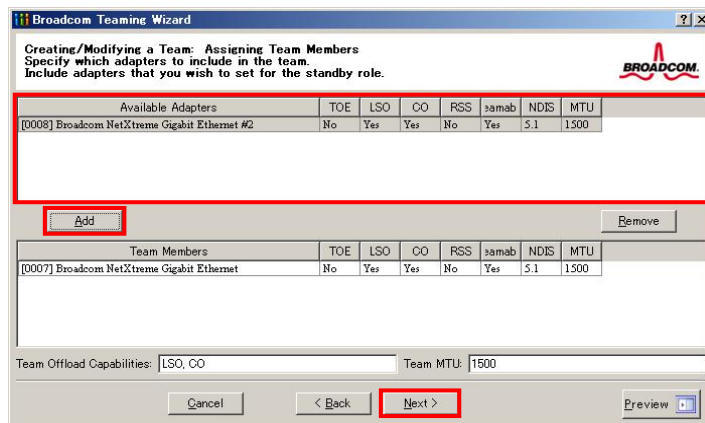 Broadcom Teaming Wizard
Creating/Modifying a Team: Assigning Team Members
Specify which adapters to include in the team.
Include adapters that you wish to set for the standby role.
BROADCOM.
Available Adapters TOE LSO CO RSS eamab NDIS MTU
[0008] Broadcom NetXtreme Gigabit Ethernet #2 No Yes Yes No Yes 5.1 1500
Add
Remove
Team Members TOE LSO CO RSS eamab NDIS MTU
[0007] Broadcom NetXtreme Gigabit Ethernet No Yes Yes No Yes 5.1 1500
Team Offload Capabilities: LSO, CO Team MTU: 1500
Cancel < Back Next > Preview